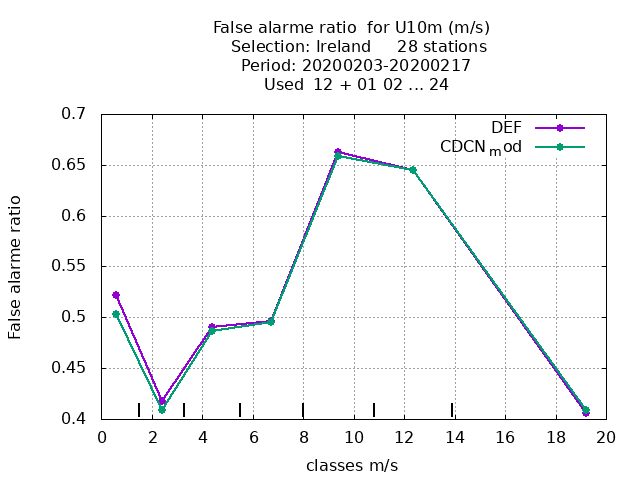 False alarme ratio  for U10m (m/s)
Selection: Ireland     28 stations
Period: 20200203-20200217
Used  12 + 01 02 ... 24
DEF
CDCNmod
False alarme ratio
0.7
0.65
0.6
0.55
0.5
0.45
0.4
0 2 4 6 8 10 12 14 16 18 20
classes m/s